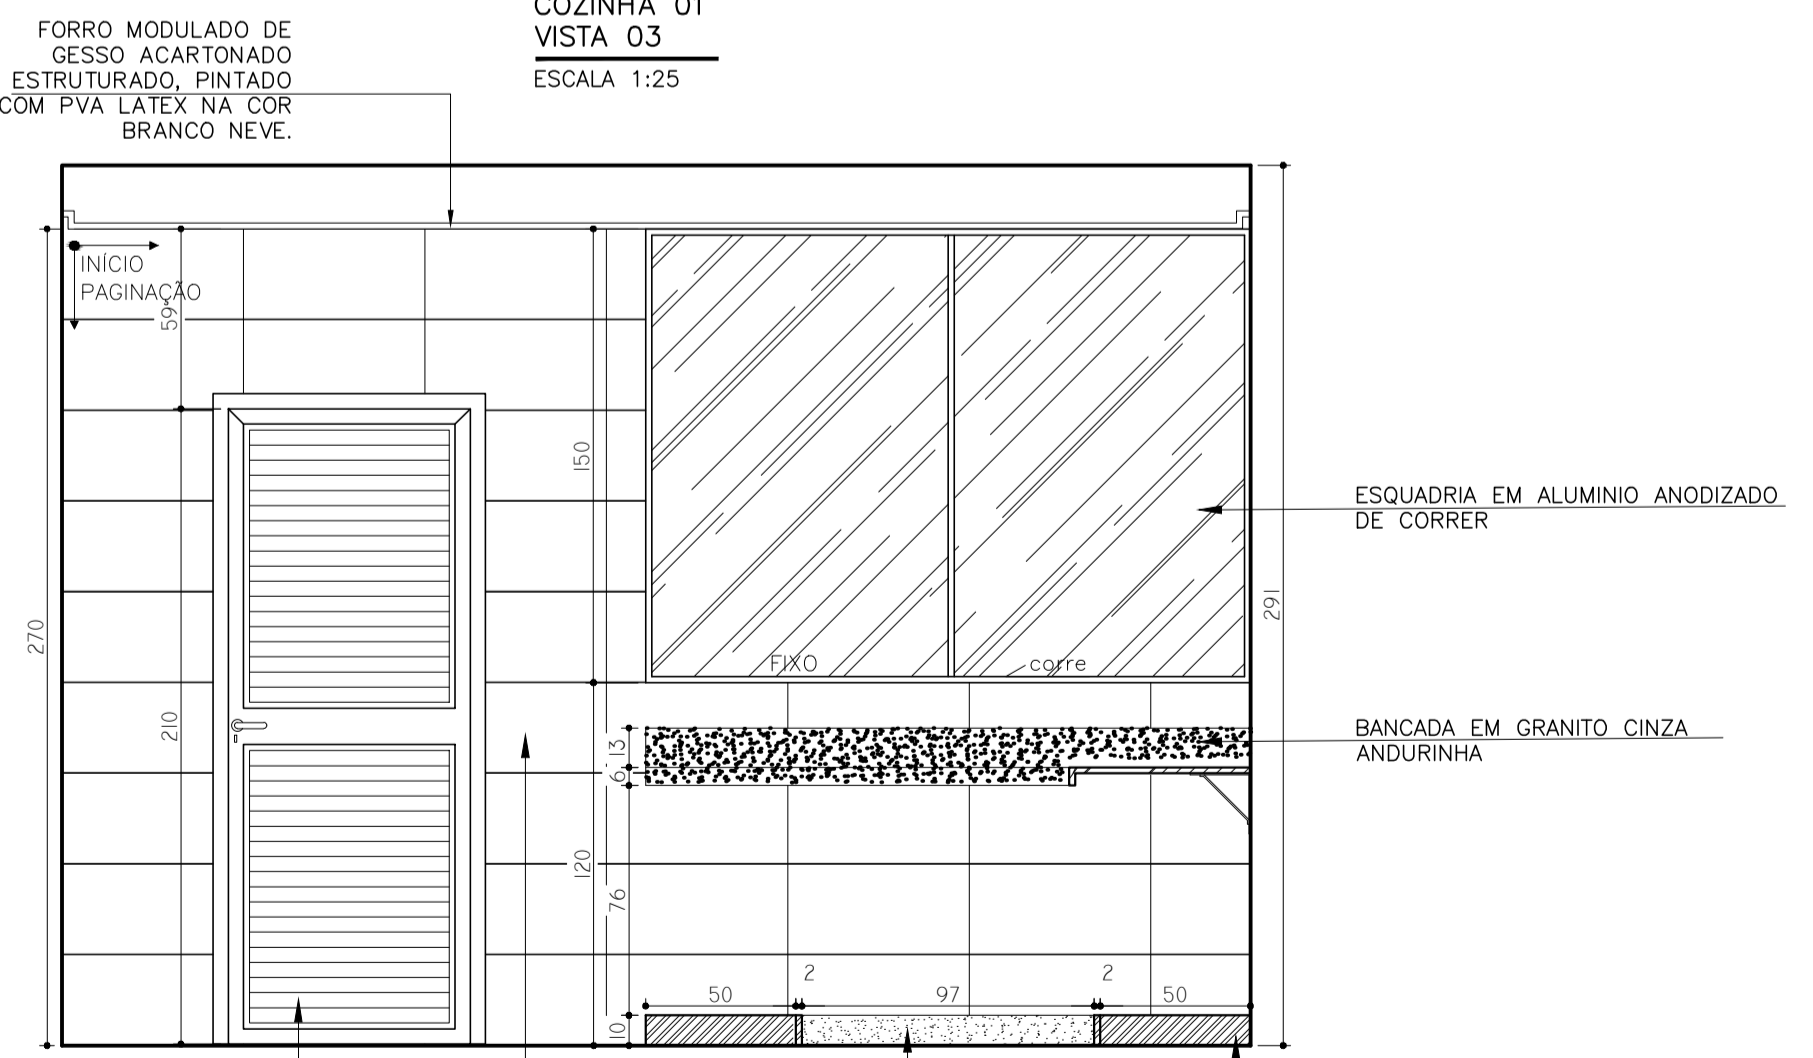 COZINHA 01
VISTA 03
ESCALA 1:25
FORRO MODULADO DE
GESSO ACARTONADO
ESTRUTURADO, PINTADO
COM PVA LATEX NA COR
BRANCO NEVE.
INÍCIO
PAGINAÇÃO
59⁵
150
270
210
291
ESQUADRIA EM ALUMINIO ANODIZADO
DE CORRER
FIXO
corre
BANCADA EM GRANITO CINZA
ANDURINHA
13
6
120
76
2
2
50
97
50
10